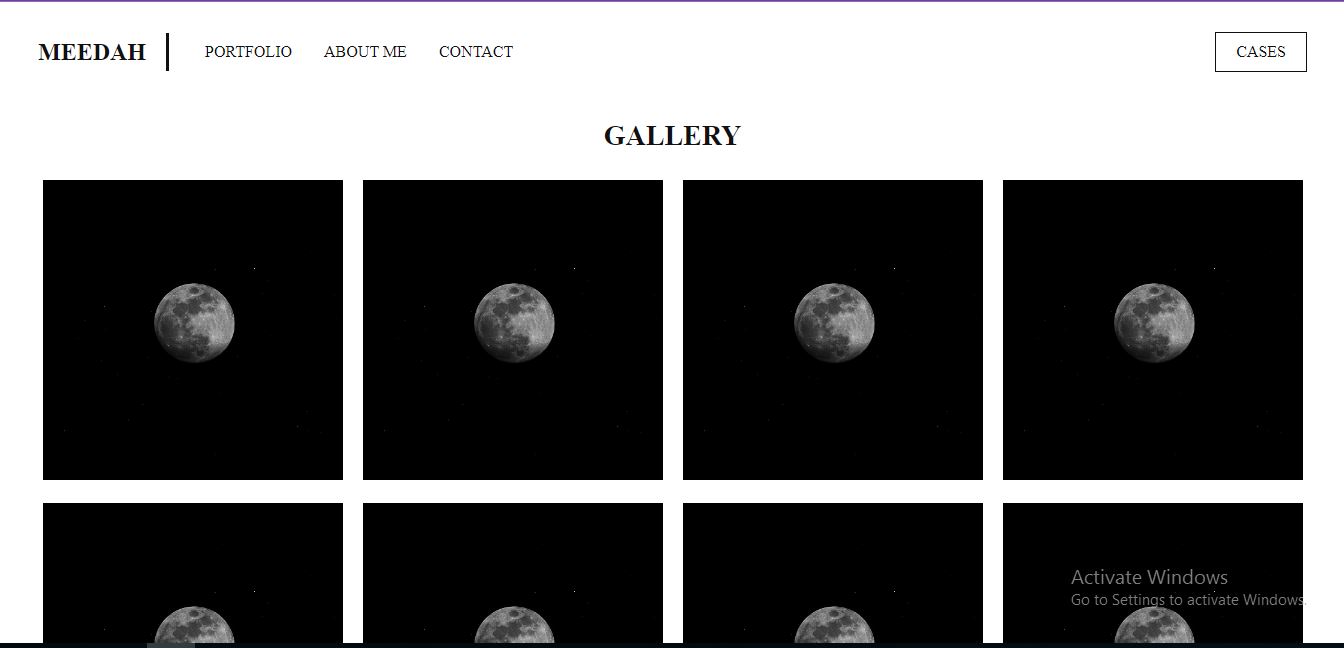 MEEDAH
PORTFOLIO
ABOUT ME
CONTACT
CASES
GALLERY
Activate Windows
Go to Settings to activate Windows.